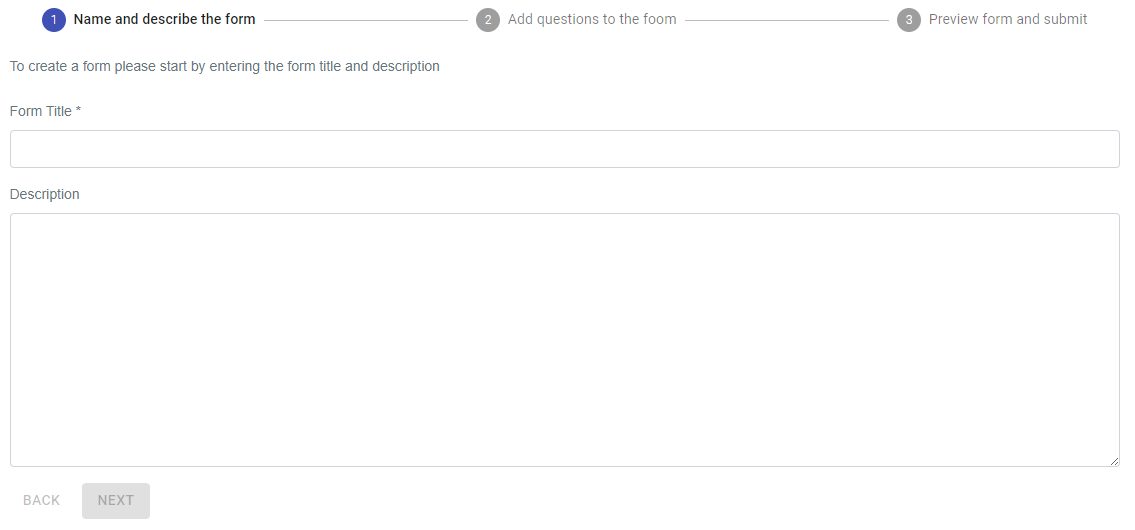 1 Name and describe the form 2 Add questions to the foom 3 Preview form and submit
To create a form please start by entering the form title and description
Form Title *
Description
BACK NEXT